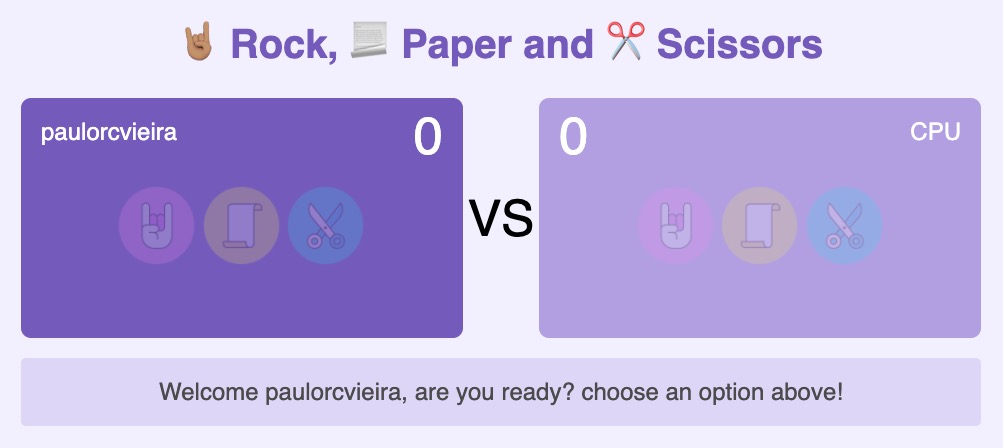 🤘🏽 Rock, 📜 Paper and ✂️ Scissors
paulorcvieira 0
VS
0 CPU
Welcome paulorcvieira, are you ready? choose an option above!